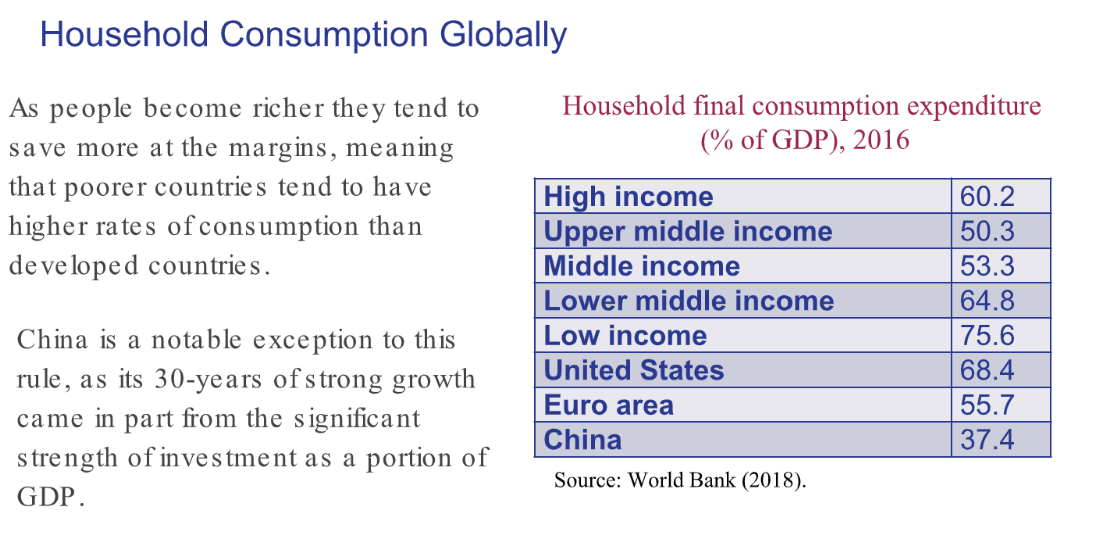 Household Consumption Globally
As people become richer they tend to
save more at the margins, meaning
that poorer countries tend to have
higher rates of consumption than
developed countries.
China is a notable exception to this
rule, as its 30-years of strong growth
came in part from the significant
strength of investment as a portion of
GDP.
Household final consumption expenditure
(% of GDP), 2016
High income 60.2
Upper middle income 50.3
Middle income 53.3
Lower middle income 64.8
Low income 75.6
United States 68.4
Euro area 55.7
China 37.4
Source: World Bank (2018).